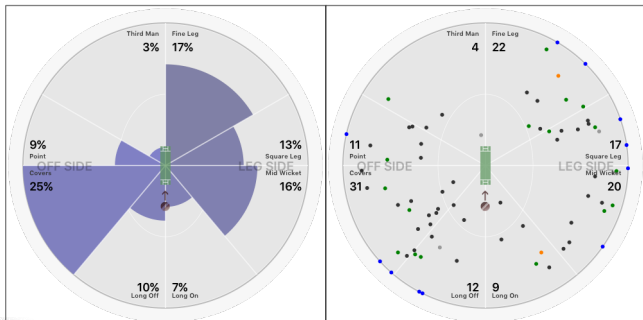 Third Man
3%
Fine Leg
17%
9%
Point
OFF SIDE
Covers
25%
13%
Square Leg
LEG SIDE
Mid Wicket
16%
10%
Long Off
7%
Long On
Third Man
4
Fine Leg
22
11
Point
OFF SIDE
Covers
31
17
Square Leg
LEG SIDE
Mid Wicket
20
12
Long Off
9
Long On